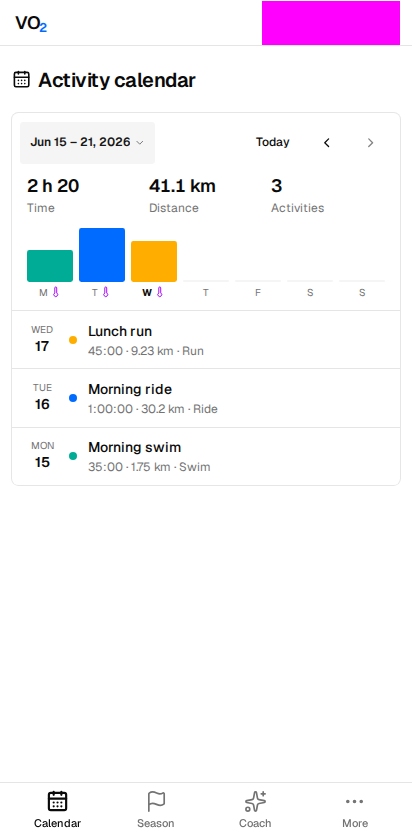 VO2
Activity calendar
Jun 15 – 21, 2026
Today
2 h 20
41.1 km
3
Time
Distance
Activities
M
T
W
T
F
S
S
WED
17
Lunch run
45:00 · 9.23 km · Run
TUE
16
Morning ride
1:00:00 · 30.2 km · Ride
MON
15
Morning swim
35:00 · 1.75 km · Swim
Calendar
Season
Coach
More